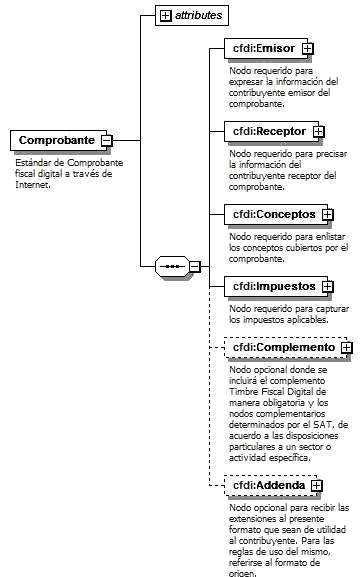 attributes
cfdi:Emisor
Nodo requerido para
expresar la información del
contribuyente emisor del
comprobante.
cfdi:Receptor
Nodo requerido para precisar
la información del
contribuyente receptor del
comprobante.
Comprobante
Estándar de Comprobante
fiscal digital a través de
Internet.
cfdi:Conceptos
Nodo requerido para enlistar
los conceptos cubiertos por el
comprobante.
cfdi:Impuestos
Nodo requerido para capturar
los impuestos aplicables.
cfdi:Complemento
Nodo opcional donde se
incluirá el complemento
Timbre Fiscal Digital de
manera obligatoria y los
nodos complementarios
determinados por el SAT, de
acuerdo a las disposiciones
particulares a un sector o
actividad específica.
cfdi:Addenda
Nodo opcional para recibir las
extensiones al presente
formato que sean de utilidad
al contribuyente. Para las
reglas de uso del mismo,
referirse al formato de
origen.